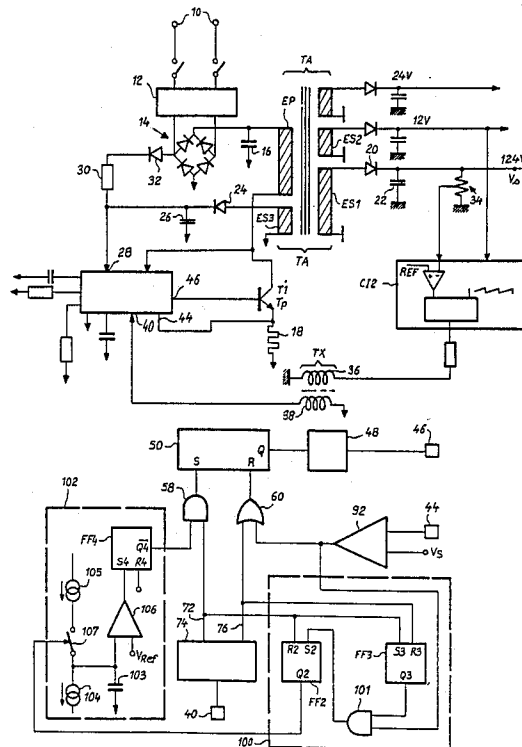 10
TA
12
24V
14
EP
12V
16
ES2
32
20
124V
30
24
Vo
22
34
26
ES3
ES1
28
TA
46
CI2
REF
Ti
Tp
44
40
18
TX
36
38
50
Q
48
46
S
R
58
60
102
92
44
Vs
FF4
Q4
S4 R4
105
106
72
76
107
74
VRef
R2 S2
S3 R3
FF3
103
101
Q2
Q3
104
FF2
40
100